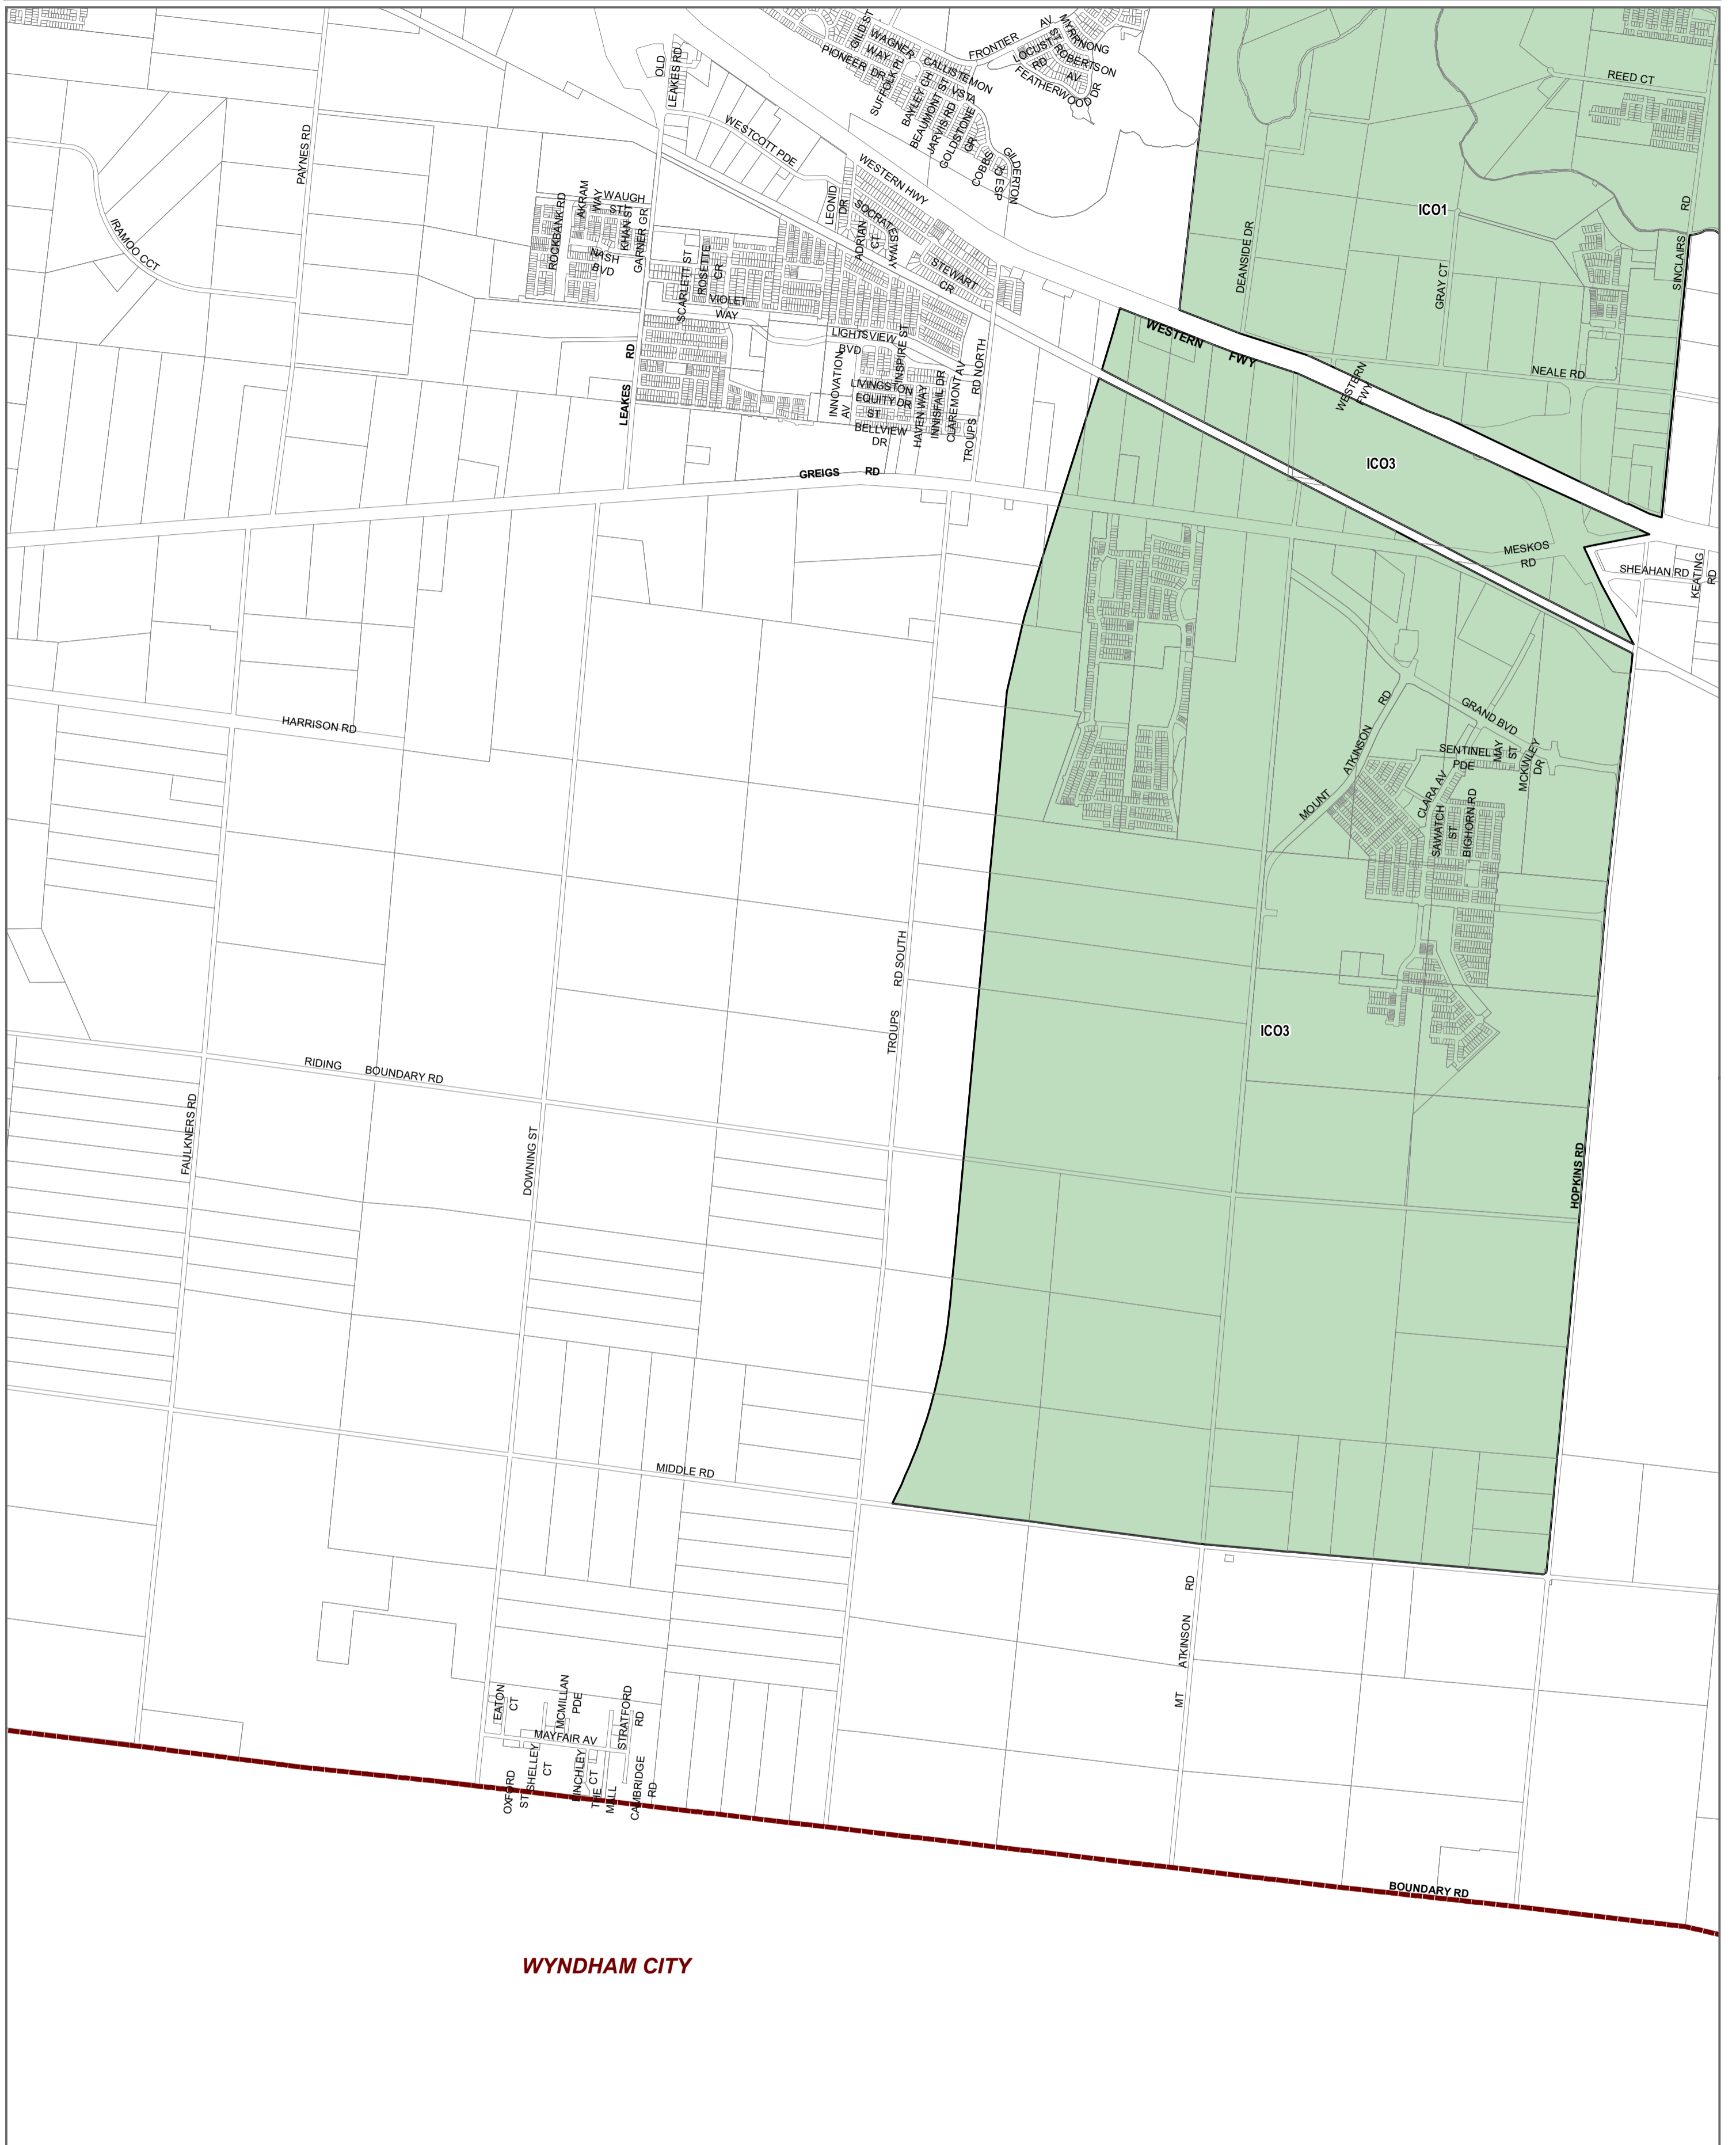 GILD ST
WAGNER
WAY
PIONEER DR
SUFFOLK PL
CALLISTEMON
VSTA
BAYLEY CH
BEAUMONT ST
JARVIS RD
GOLDSTONE
GR
COBBS
GILDERTON
FRONTIER
AV
MYRNONG
ST
LOCUST
RD
ROBERTSON
AV
FEATHERWOOD
DR
OLD
LEAKES RD
WESTCOTT PDE
WESTERN HWY
PAYNES RD
IRAMOO CCT
ROCKBANK RD
AKRAM
WAY
WAUGH
ST
KHAN ST
GARNER GR
NASH
BVD
SCARLETT ST
ROSETTE
CR
VIOLET
WAY
LEONID
DR
SOCRATES
WAY
ADRIAN
CT
STEWART
CR
LIGHTSVIEW
BVD
INSPIRE ST
INNOVATION
AV
LIVINGSTON
EQUITY DR
ST
BELLVIEW
DR
HAVEN WAY
INNISFAIL DR
CLAREMONT AV
TROUPS
RD NORTH
LEAKES
RD
GREIGS
RD
REED CT
ICO1
SINCLAIRS
RD
DEANSIDE DR
GRAY CT
WESTERN
FWY
WESTERN
FWY
NEALE RD
ICO3
MESKOS
RD
SHEAHAN RD
KEATING
RD
HARRISON RD
GRAND BVD
MOUNT
ATKINSON
RD
SENTINEL
PDE
MAY
ST
MCKINLEY
DR
CLARA AV
SAWATCH
ST
BIGHORN RD
TROUPS
RD SOUTH
ICO3
RIDING
BOUNDARY RD
FAULKNERS RD
DOWNING ST
HOPKINS RD
MIDDLE RD
MT
ATKINSON
RD
EATON
CT
MCMILLAN
PDE
STRATFORD
RD
MAYFAIR AV
OXFORD
ST
SHELLEY
CT
FINCHLEY
CT
THE
MALL
CAMBRIDGE
RD
BOUNDARY RD
WYNDHAM CITY